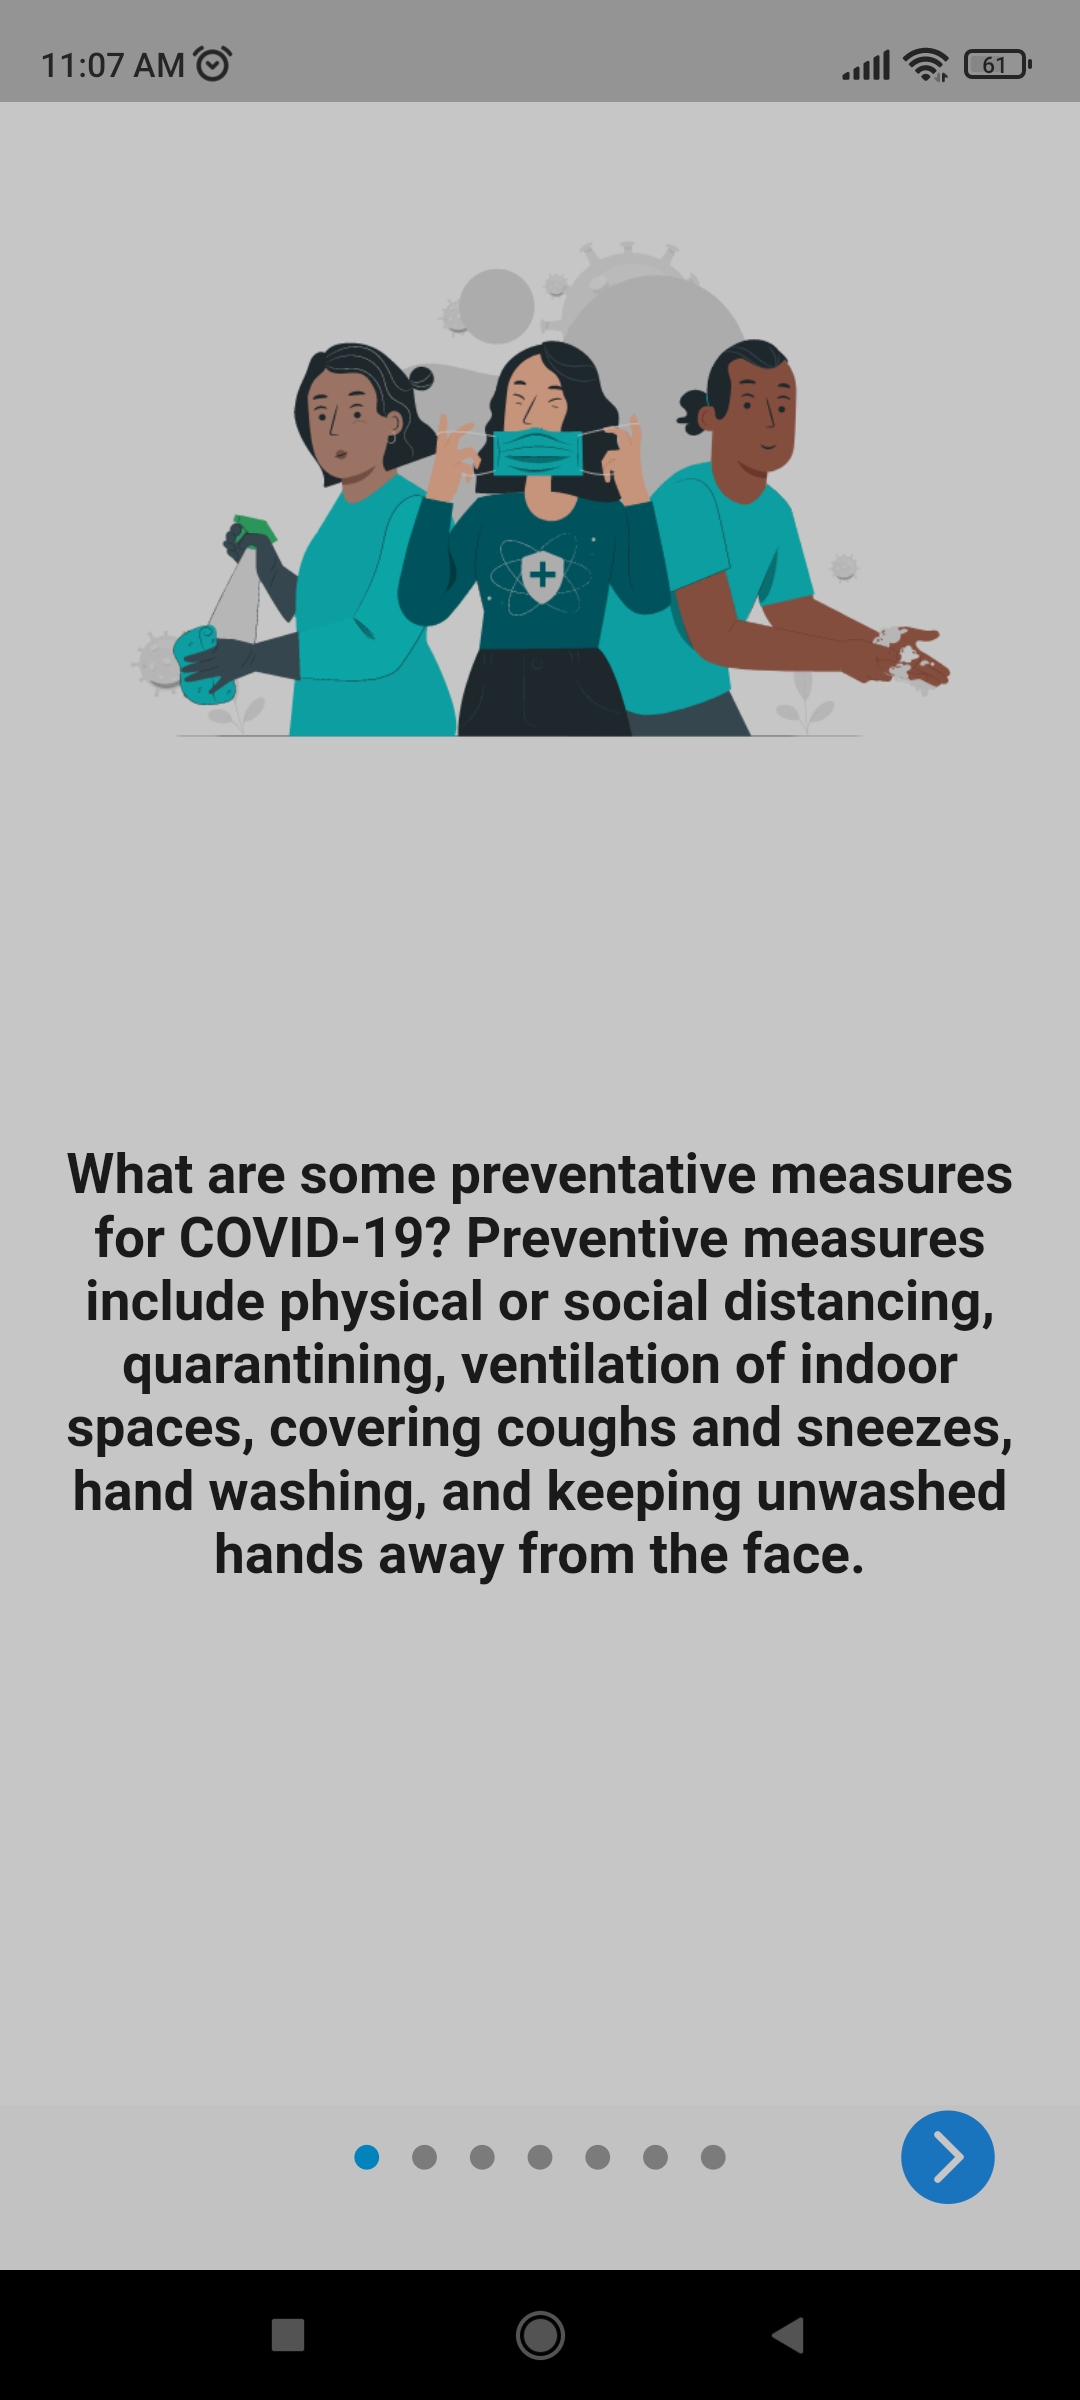 11:07 AM
61
What are some preventative measures
for COVID-19? Preventive measures
include physical or social distancing,
quarantining, ventilation of indoor
spaces, covering coughs and sneezes,
hand washing, and keeping unwashed
hands away from the face.